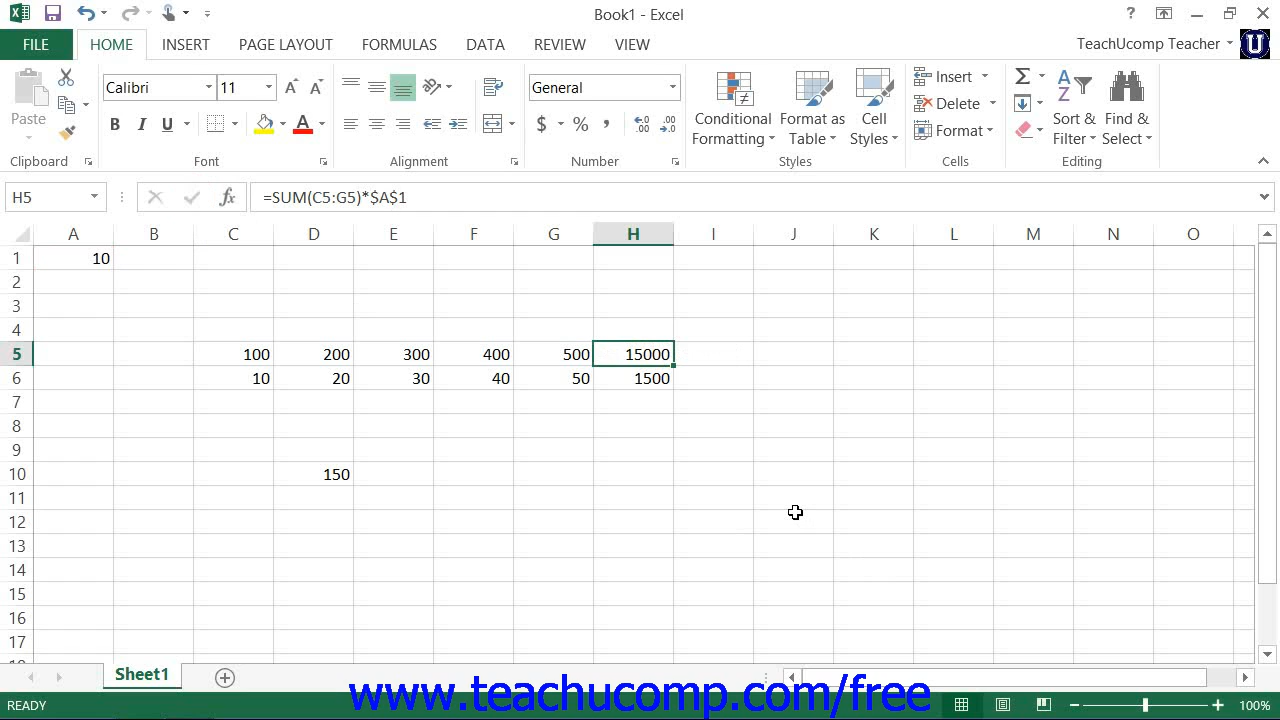 Book1 - Excel
?
FILE HOME INSERT PAGE LAYOUT FORMULAS DATA REVIEW VIEW TeachUcomp Teacher U
Paste
Calibri 11 A A
B I U A
General
$ % , .00 .0
Conditional Formatting
Format as Table
Cell Styles
Insert
Delete
Format
Sort & Filter
Find & Select
Clipboard Font Alignment Number Styles Cells Editing
H5 fx =SUM(C5:G5)*$A$1
A B C D E F G H I J K L M N O
1 10
2
3
4
5 100 200 300 400 500 15000
6 10 20 30 40 50 1500
7
8
9
10 150
11
12
13
14
15
16
17
Sheet1
www.teachucomp.com/free
READY 100%